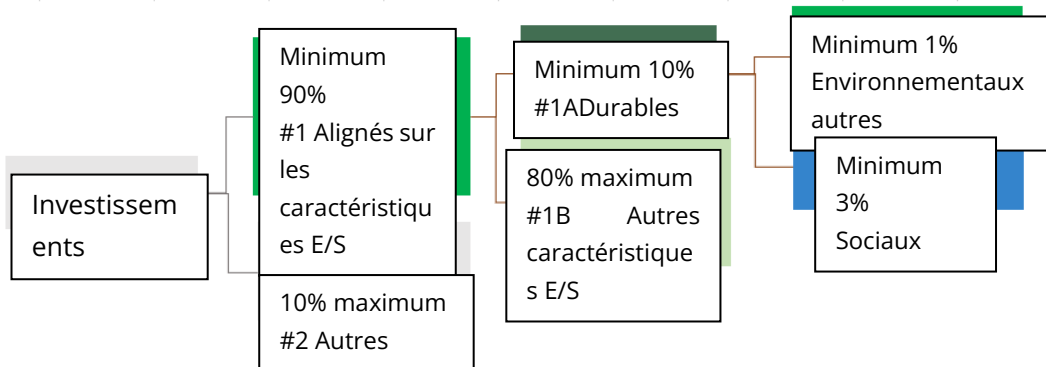 Investissem
ents
Minimum
90%
#1 Alignés sur
les
caractéristiqu
es E/S
10% maximum
#2 Autres
Minimum 10%
#1ADurables
80% maximum
#1B Autres
caractéristique
s E/S
Minimum 1%
Environnementaux
autres
Minimum
3%
Sociaux